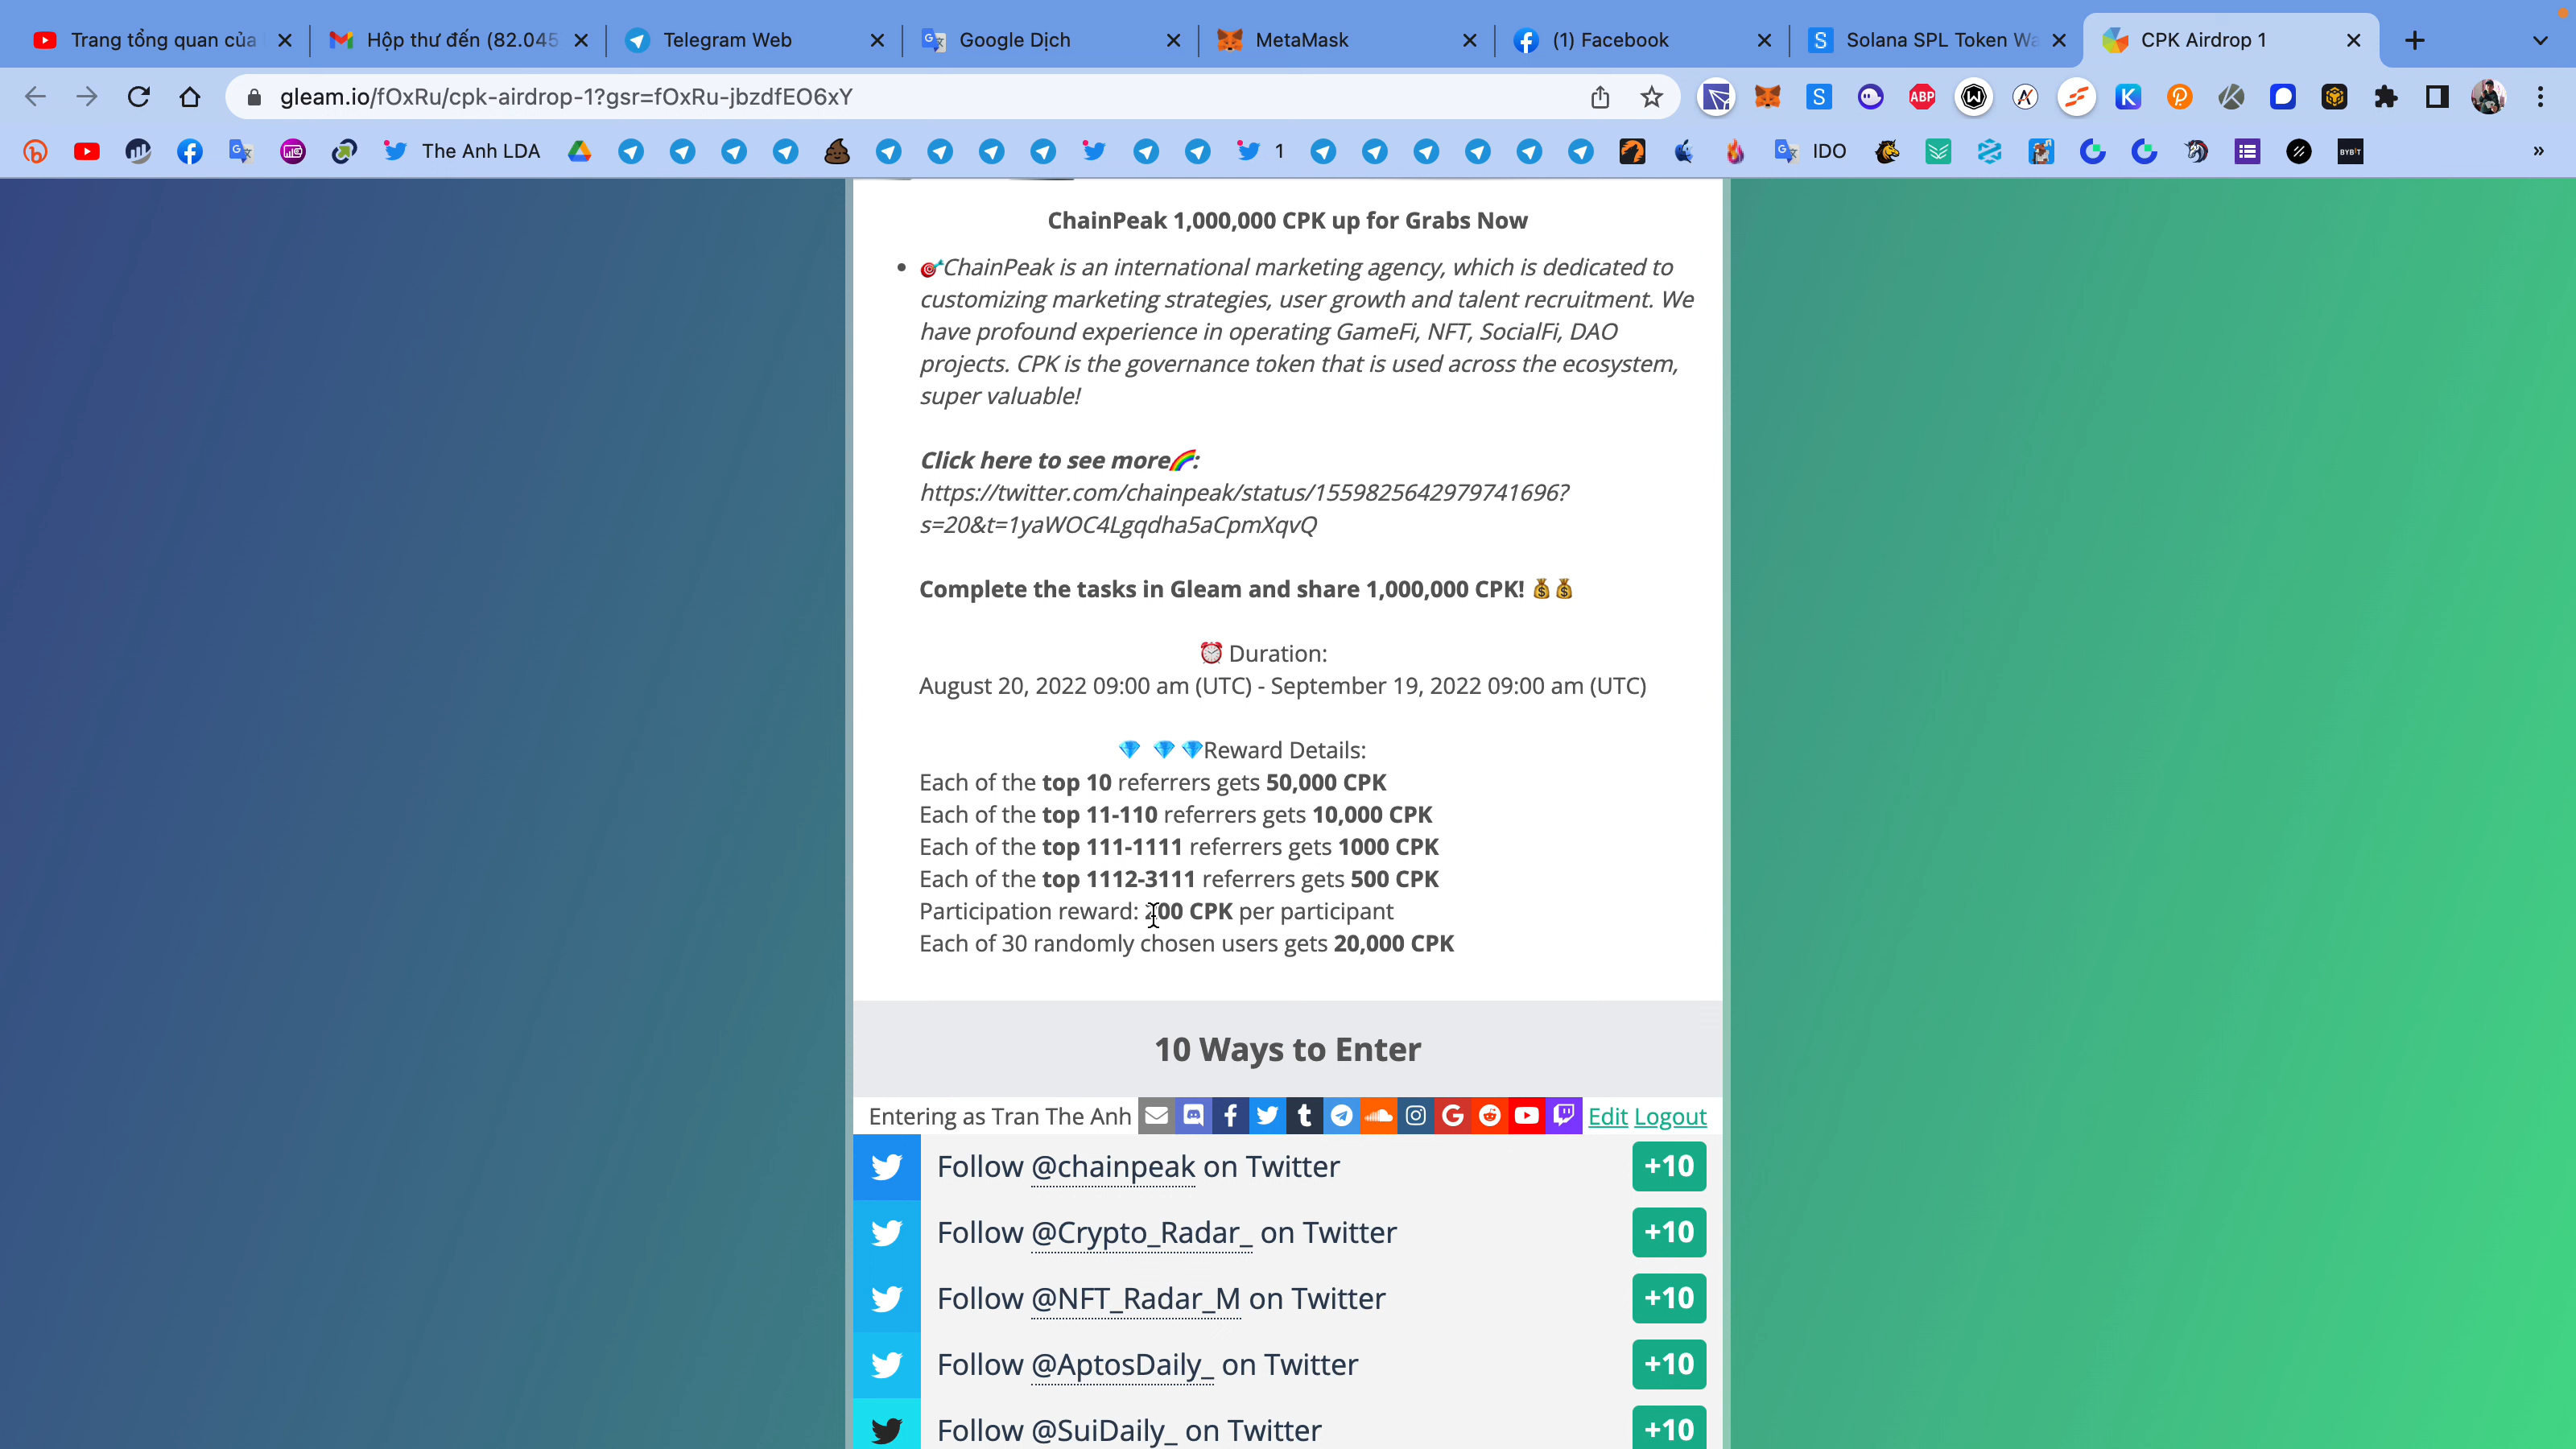 Trang tổng quan của
Hộp thư đến (82.045
Telegram Web
Google Dịch
MetaMask
(1) Facebook
Solana SPL Token Wa
CPK Airdrop 1
gleam.io/fOxRu/cpk-airdrop-1?gsr=fOxRu-jbzdfEO6xY
ABP
The Anh LDA
1
IDO
BYBIT
ChainPeak 1,000,000 CPK up for Grabs Now
ChainPeak is an international marketing agency, which is dedicated to
customizing marketing strategies, user growth and talent recruitment. We
have profound experience in operating GameFi, NFT, SocialFi, DAO
projects. CPK is the governance token that is used across the ecosystem,
super valuable!
Click here to see more🌈:
https://twitter.com/chainpeak/status/1559825642979741696?
s=20&t=1yaWOC4Lgqdha5aCpmXqvQ
Complete the tasks in Gleam and share 1,000,000 CPK! 💰💰
⏰ Duration:
August 20, 2022 09:00 am (UTC) - September 19, 2022 09:00 am (UTC)
💎 💎 💎Reward Details:
Each of the top 10 referrers gets 50,000 CPK
Each of the top 11-110 referrers gets 10,000 CPK
Each of the top 111-1111 referrers gets 1000 CPK
Each of the top 1112-3111 referrers gets 500 CPK
Participation reward: CPK per participant
Each of 30 randomly chosen users gets 20,000 CPK
10 Ways to Enter
Entering as Tran The Anh
Edit Logout
Follow @chainpeak on Twitter +10
Follow @Crypto_Radar_ on Twitter +10
Follow @NFT_Radar_M on Twitter +10
Follow @AptosDaily_ on Twitter +10
Follow @SuiDaily_ on Twitter +10